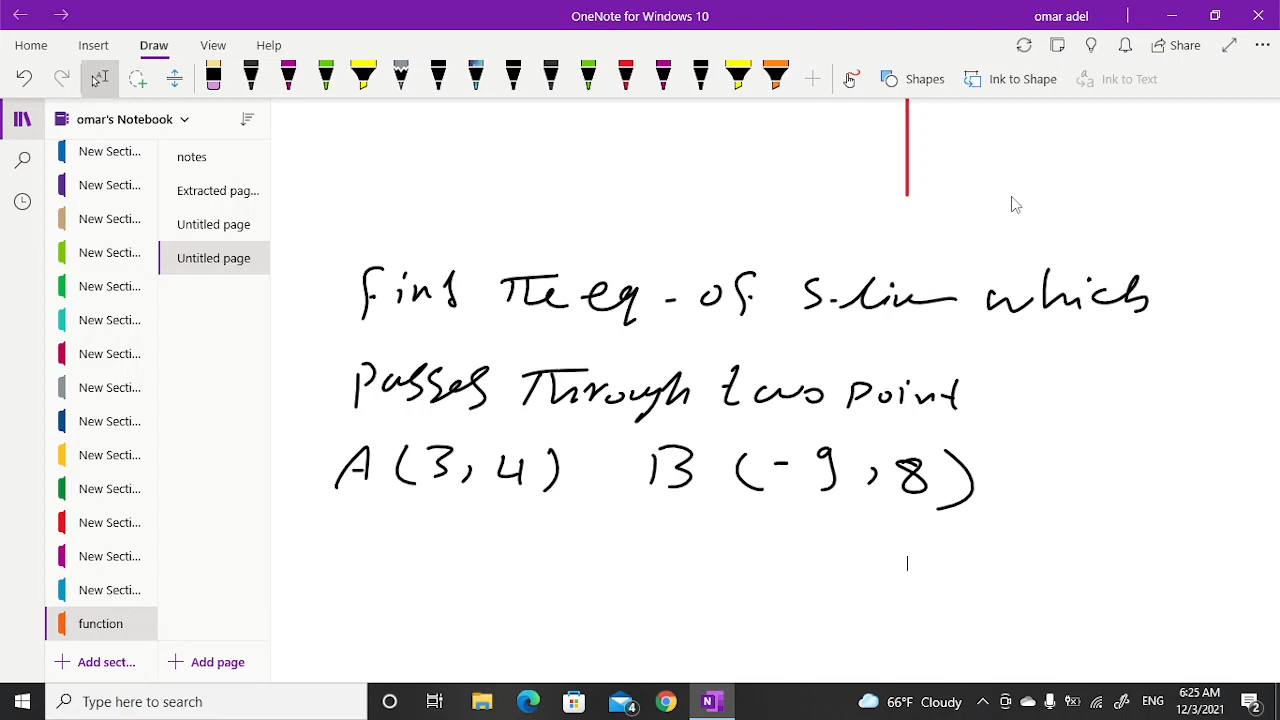 OneNote for Windows 10
omar adel
Home Insert Draw View Help
Share
Shapes Ink to Shape Ink to Text
omar's Notebook
New Secti...
notes
New Secti...
Extracted pag...
New Secti...
Untitled page
New Secti...
Untitled page
New Secti...
New Secti...
New Secti...
New Secti...
New Secti...
New Secti...
New Secti...
New Secti...
New Secti...
New Secti...
function
find the eq. of s.line which
passes through two point
A (3, 4) B (-9, 8)
Add sect...
Add page
Type here to search
4
66°F Cloudy
ENG
6:25 AM
12/3/2021
2